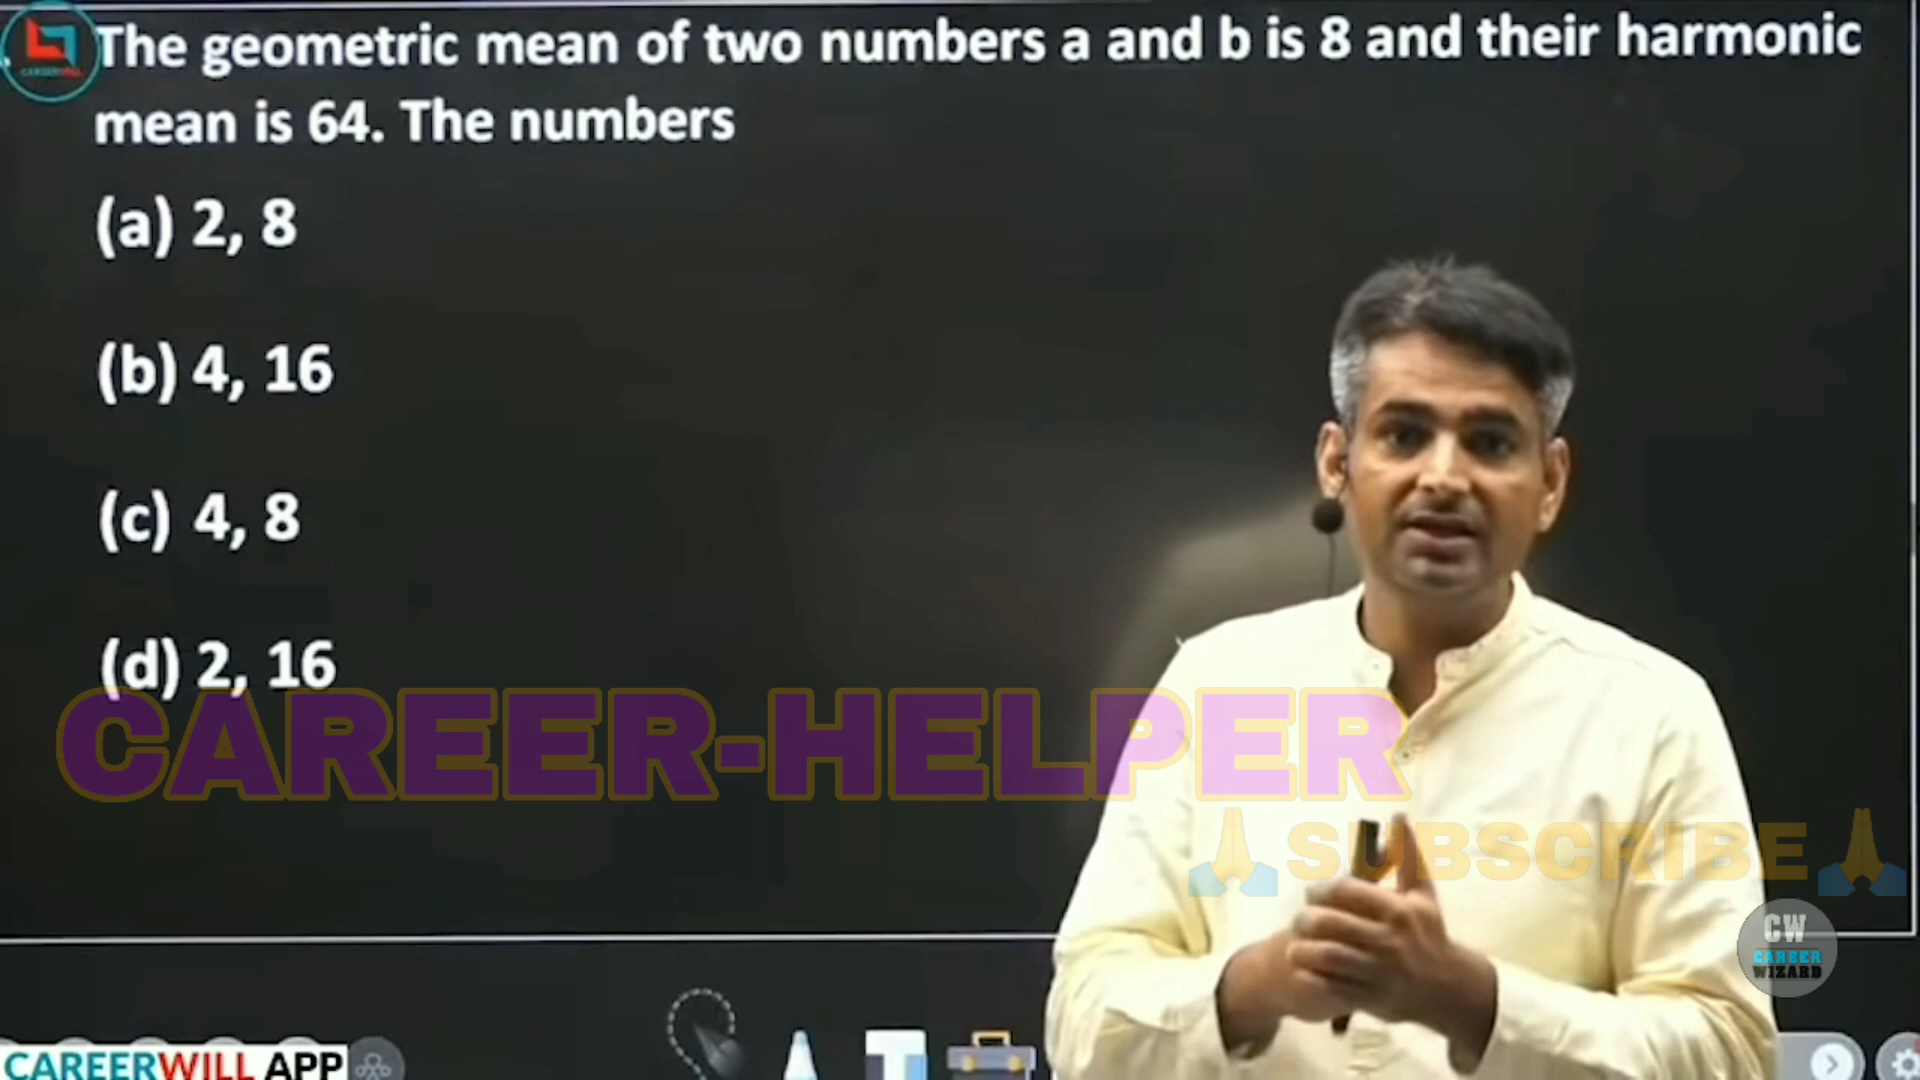 The geometric mean of two numbers a and b is 8 and their harmonic
mean is 64. The numbers
(a) 2, 8
(b) 4, 16
(c) 4, 8
(d) 2, 16
CAREER-HELPER
SUBSCRIBE
CW
CAREER
WIZARD
CAREERWILL APP